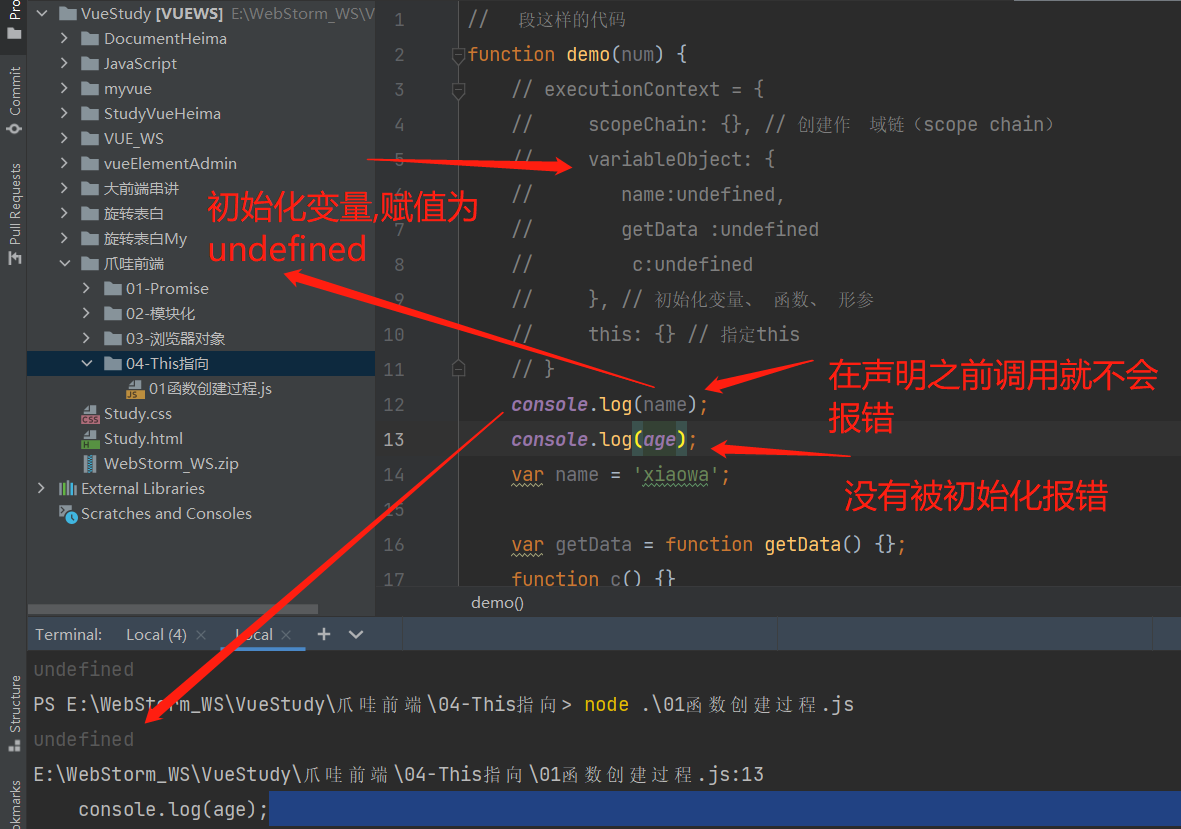 Pro
Commit
Pull Requests
Structure
okmarks
VueStudy [VUEWS] E:\WebStorm_WS\V
DocumentHeima
JavaScript
myvue
StudyVueHeima
VUE_WS
vueElementAdmin
大前端串讲
旋转表白
旋转表白My
爪哇前端
01-Promise
02-模块化
03-浏览器对象
04-This指向
01函数创建过程.js
Study.css
Study.html
WebStorm_WS.zip
External Libraries
Scratches and Consoles
1 // 段这样的代码
2 function demo(num) {
3 // executionContext = {
4 // scopeChain: {}, // 创建作 域链（scope chain）
5 // variableObject: {
6 // name:undefined,
7 // getData :undefined
8 // c:undefined
9 // }, // 初始化变量、 函数、 形参
10 // this: {} // 指定this
11 // }
12 console.log(name);
13 console.log(age);
14 var name = 'xiaowa';
15
16 var getData = function getData() {};
17 function c() {}
初始化变量,赋值为
undefined
在声明之前调用就不会
报错
没有被初始化报错
demo()
Terminal: Local (4) Local
undefined
PS E:\WebStorm_WS\VueStudy\爪哇前端\04-This指向> node .\01函数创建过程.js
undefined
E:\WebStorm_WS\VueStudy\爪哇前端\04-This指向\01函数创建过程.js:13
console.log(age);